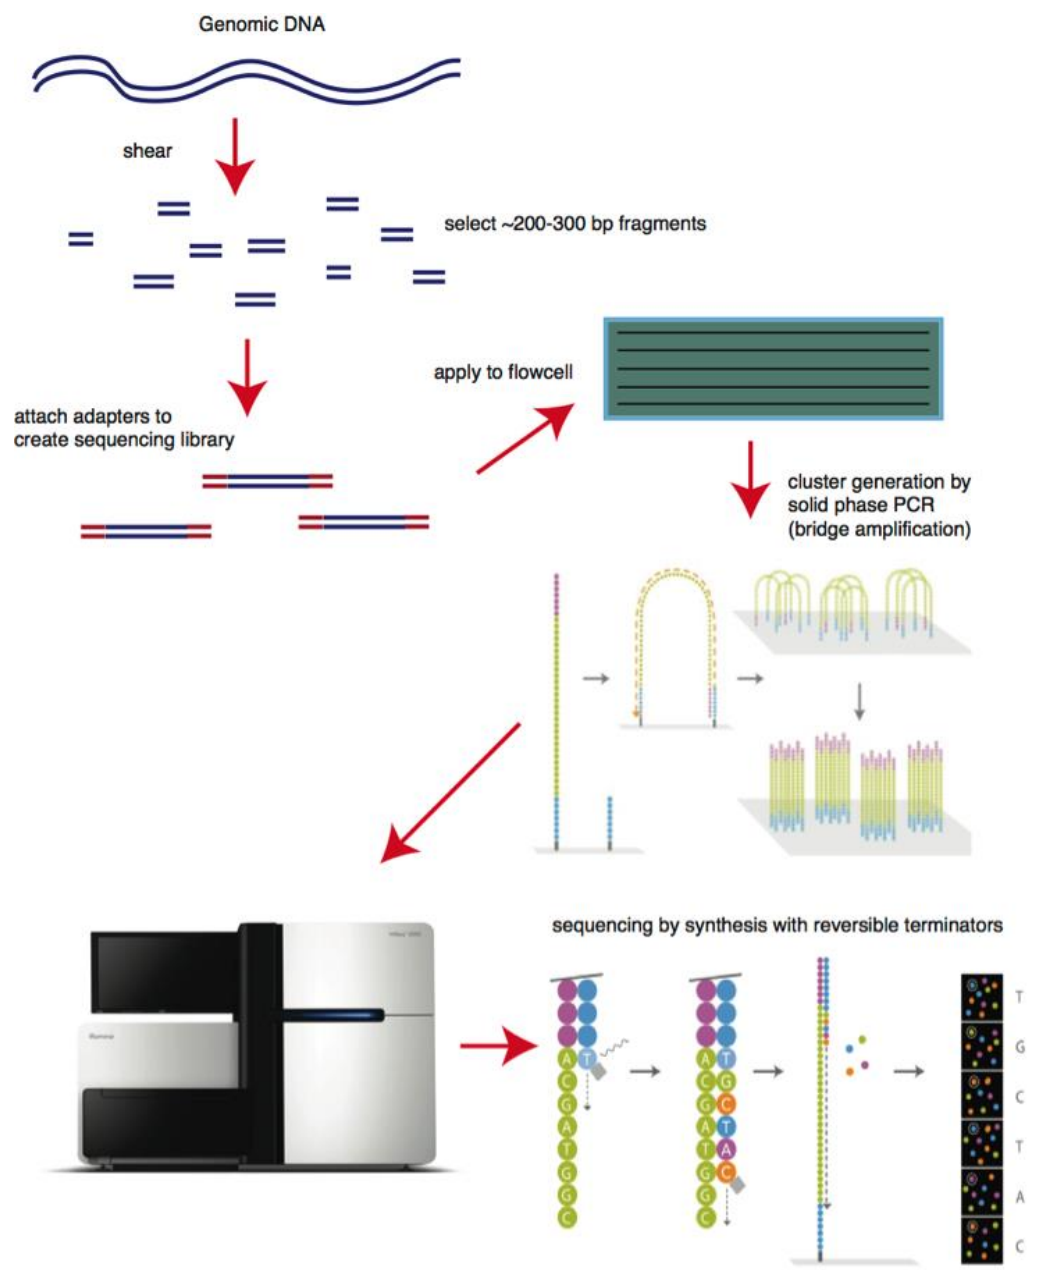 Genomic DNA
shear
select ~200-300 bp fragments
apply to flowcell
attach adapters to
create sequencing library
cluster generation by
solid phase PCR
(bridge amplification)
sequencing by synthesis with reversible terminators
A T
C
G
A
T
G
G
C
A T
C G
G C
A T
T A
G C
G
C
T
G
C
T
A
C